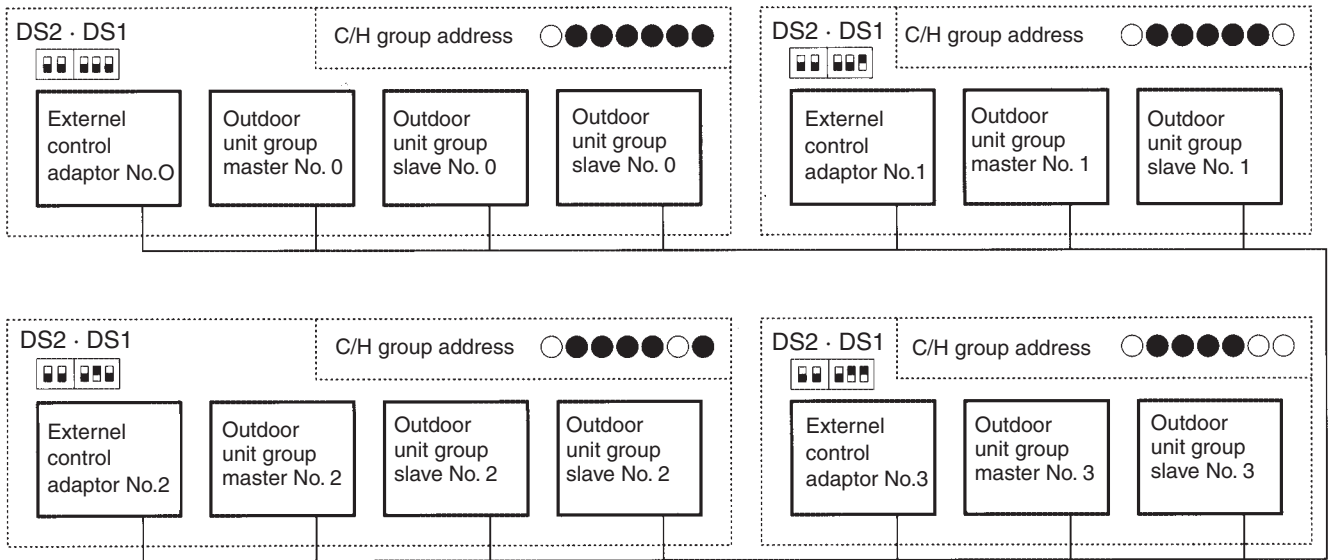 DS2 · DS1
C/H group address
Externel
control
adaptor No.O
Outdoor
unit group
master No. 0
Outdoor
unit group
slave No. 0
Outdoor
unit group
slave No. 0
DS2 · DS1
C/H group address
Externel
control
adaptor No.1
Outdoor
unit group
master No. 1
Outdoor
unit group
slave No. 1
DS2 · DS1
C/H group address
Externel
control
adaptor No.2
Outdoor
unit group
master No. 2
Outdoor
unit group
slave No. 2
Outdoor
unit group
slave No. 2
DS2 · DS1
C/H group address
Externel
control
adaptor No.3
Outdoor
unit group
master No. 3
Outdoor
unit group
slave No. 3